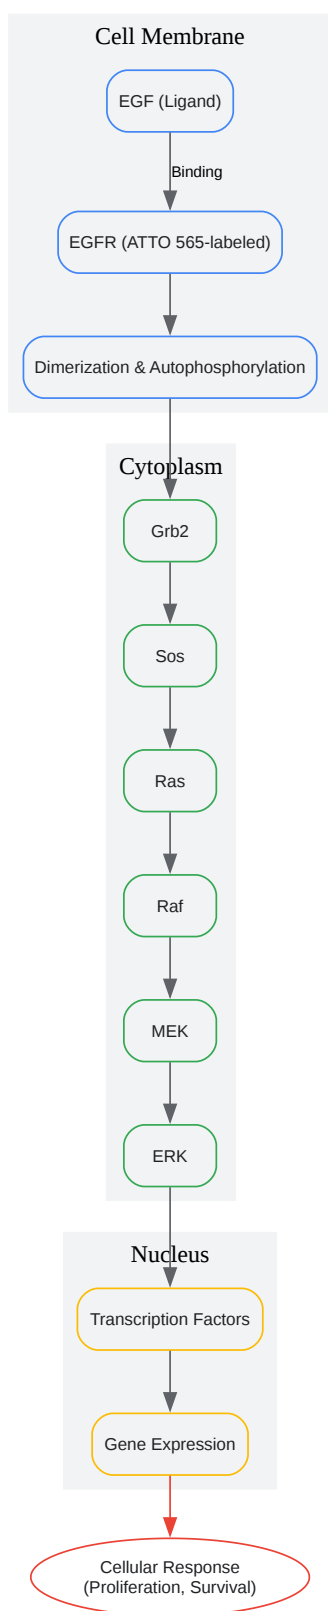 Cell Membrane
EGF (Ligand)
Binding
EGFR (ATTO 565-labeled)
Dimerization & Autophosphorylation
Cytoplasm
Grb2
Sos
Ras
Raf
MEK
ERK
Nucleus
Transcription Factors
Gene Expression
Cellular Response
(Proliferation, Survival)